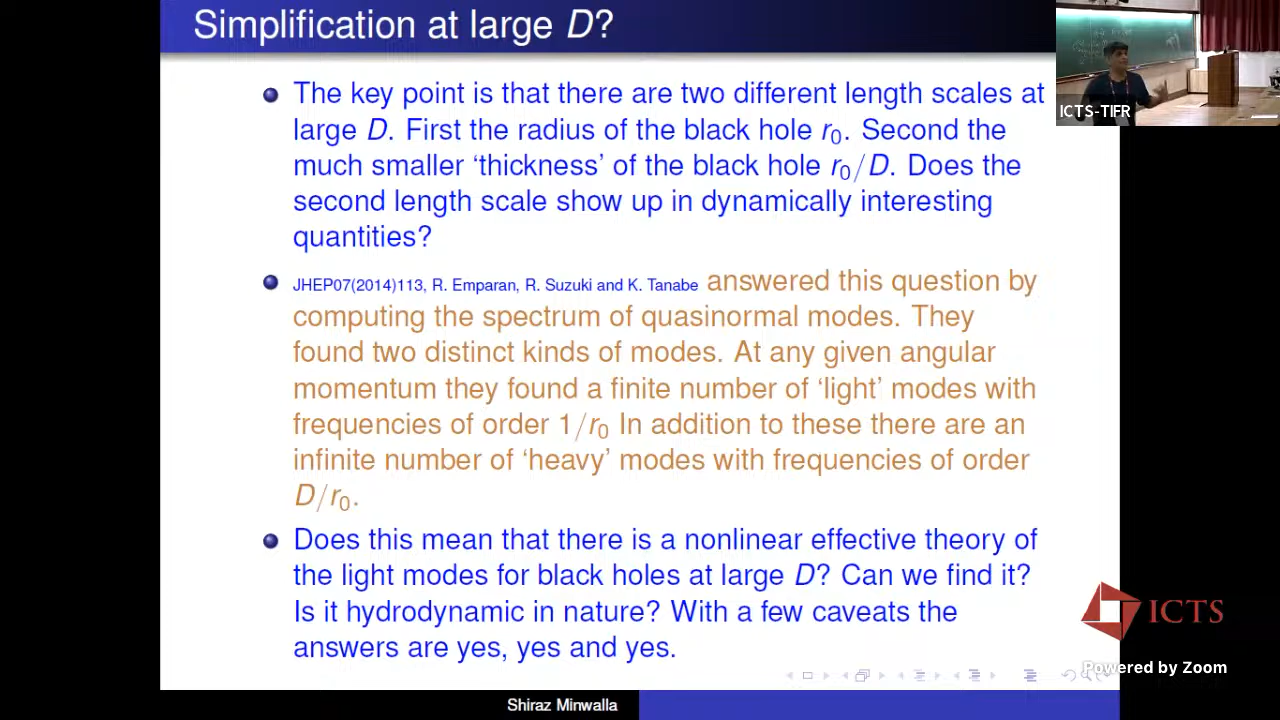 Simplification at large D?
The key point is that there are two different length scales at
large D. First the radius of the black hole r₀. Second the
much smaller ‘thickness’ of the black hole r₀/D. Does the
second length scale show up in dynamically interesting
quantities?
JHEP07(2014)113, R. Emparan, R. Suzuki and K. Tanabe answered this question by
computing the spectrum of quasinormal modes. They
found two distinct kinds of modes. At any given angular
momentum they found a finite number of ‘light’ modes with
frequencies of order 1/r₀ In addition to these there are an
infinite number of ‘heavy’ modes with frequencies of order
D/r₀.
Does this mean that there is a nonlinear effective theory of
the light modes for black holes at large D? Can we find it?
Is it hydrodynamic in nature? With a few caveats the
answers are yes, yes and yes.
Shiraz Minwalla
ICTS-TIFR
ICTS
Powered by Zoom